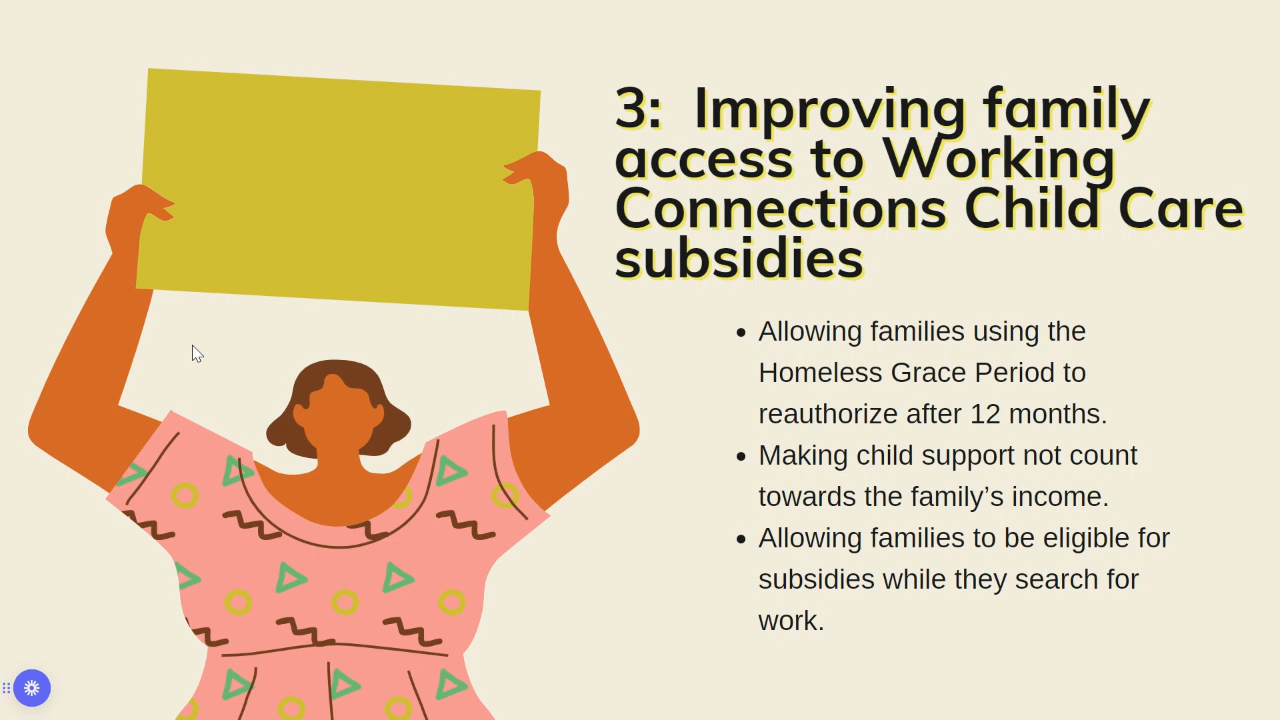 3:  Improving family
access to Working
Connections Child Care
subsidies
• Allowing families using the
Homeless Grace Period to
reauthorize after 12 months.
• Making child support not count
towards the family’s income.
• Allowing families to be eligible for
subsidies while they search for
work.